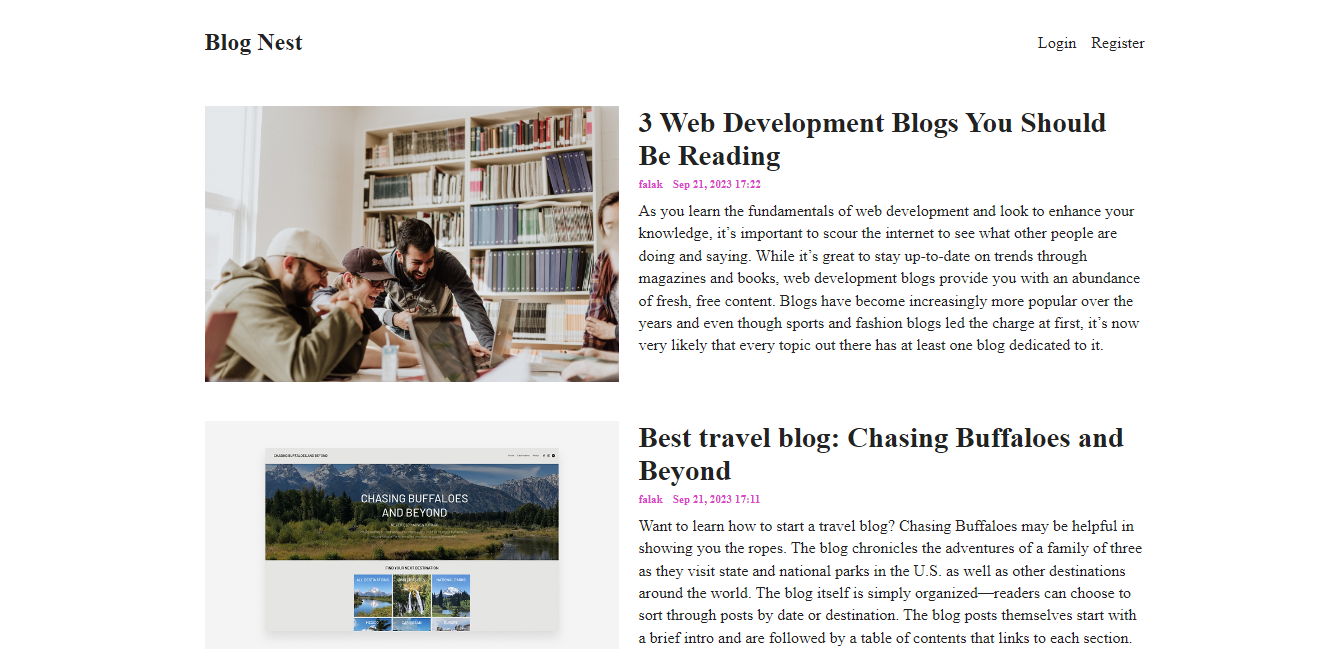 Blog Nest
Login Register
3 Web Development Blogs You Should
Be Reading
falak Sep 21, 2023 17:22
As you learn the fundamentals of web development and look to enhance your
knowledge, it’s important to scour the internet to see what other people are
doing and saying. While it’s great to stay up-to-date on trends through
magazines and books, web development blogs provide you with an abundance
of fresh, free content. Blogs have become increasingly more popular over the
years and even though sports and fashion blogs led the charge at first, it’s now
very likely that every topic out there has at least one blog dedicated to it.
CHASING BUFFALOES AND BEYOND
CHASING BUFFALOES
AND BEYOND
FIND YOUR NEXT DESTINATION
ALL DESTINATIONS
NATIONAL PARKS
MEXICO
CARIBBEAN
EUROPE
Best travel blog: Chasing Buffaloes and
Beyond
falak Sep 21, 2023 17:11
Want to learn how to start a travel blog? Chasing Buffaloes may be helpful in
showing you the ropes. The blog chronicles the adventures of a family of three
as they visit state and national parks in the U.S. as well as other destinations
around the world. The blog itself is simply organized—readers can choose to
sort through posts by date or destination. The blog posts themselves start with
a brief intro and are followed by a table of contents that links to each section.